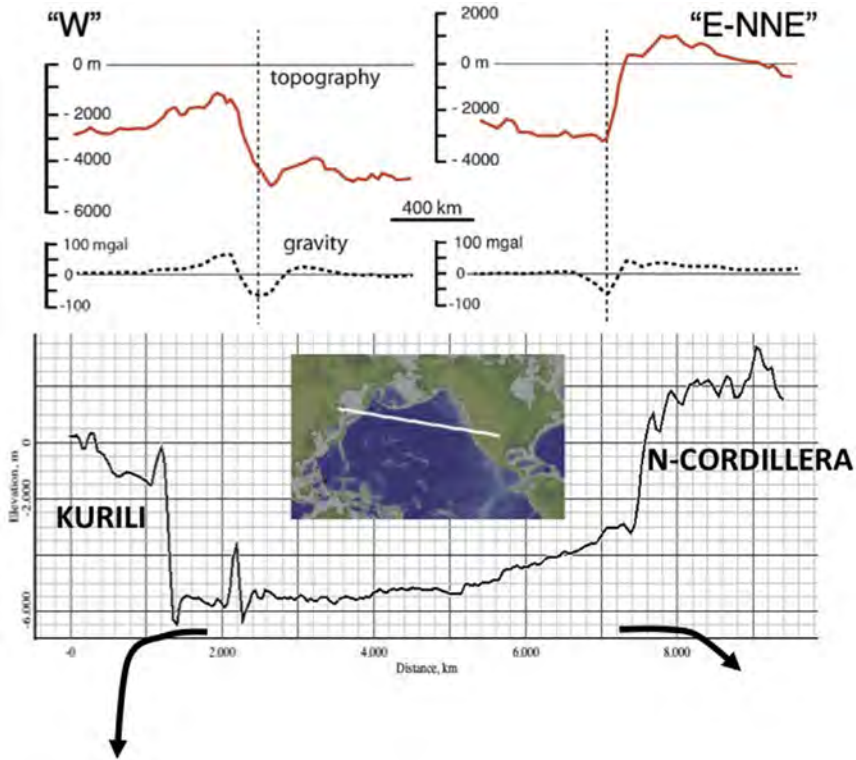 “W”
“E-NNE”
0 m
- 2000
- 4000
- 6000
topography
2000
0 m
- 2000
- 4000
400 km
100 mgal
0
-100
gravity
100 mgal
0
-100
Elevation, m
0
-2.000
-6.000
KURILI
N-CORDILLERA
-0
2.000
4.000
6.000
8.000
Distance, km